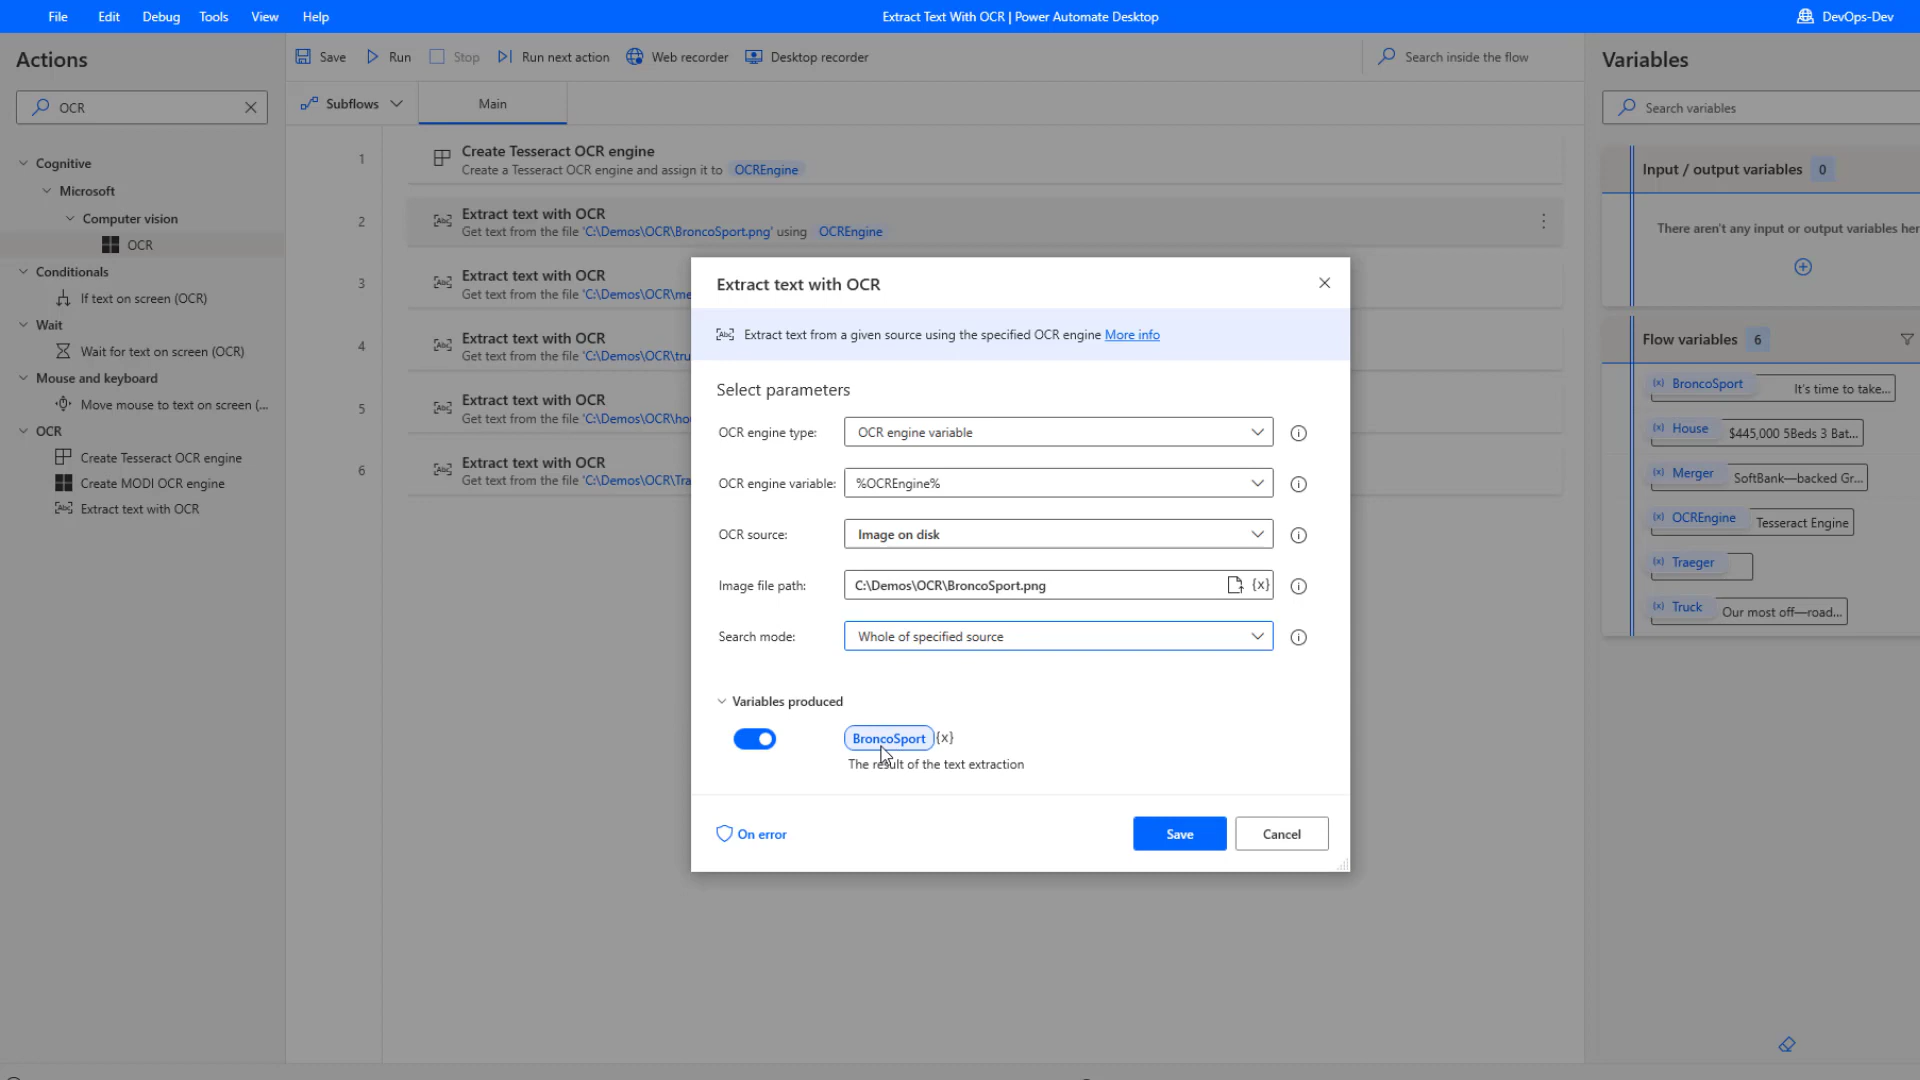 File Edit Debug Tools View Help
Extract Text With OCR | Power Automate Desktop
DevOps-Dev
Actions
OCR
Cognitive
Microsoft
Computer vision
OCR
Conditionals
If text on screen (OCR)
Wait
Wait for text on screen (OCR)
Mouse and keyboard
Move mouse to text on screen (...
OCR
Create Tesseract OCR engine
Create MODI OCR engine
Extract text with OCR
Save Run Stop Run next action Web recorder Desktop recorder
Search inside the flow
Subflows Main
1 Create Tesseract OCR engine
Create a Tesseract OCR engine and assign it to OCREngine
2 Extract text with OCR
Get text from the file 'C:\Demos\OCR\BroncoSport.png' using OCREngine
3 Extract text with OCR
Get text from the file 'C:\Demos\OCR\me
4 Extract text with OCR
Get text from the file 'C:\Demos\OCR\tru
5 Extract text with OCR
Get text from the file 'C:\Demos\OCR\ho
6 Extract text with OCR
Get text from the file 'C:\Demos\OCR\Tra
Extract text with OCR
Abc Extract text from a given source using the specified OCR engine More info
Select parameters
OCR engine type: OCR engine variable
OCR engine variable: %OCREngine%
OCR source: Image on disk
Image file path: C:\Demos\OCR\BroncoSport.png {x}
Search mode: Whole of specified source
Variables produced
BroncoSport {x}
The result of the text extraction
On error Save Cancel
Variables
Search variables
Input / output variables 0
There aren't any input or output variables her
Flow variables 6
(x) BroncoSport It's time to take...
(x) House $445,000 5Beds 3 Bat...
(x) Merger SoftBank—backed Gr...
(x) OCREngine Tesseract Engine
(x) Traeger
(x) Truck Our most off—road...